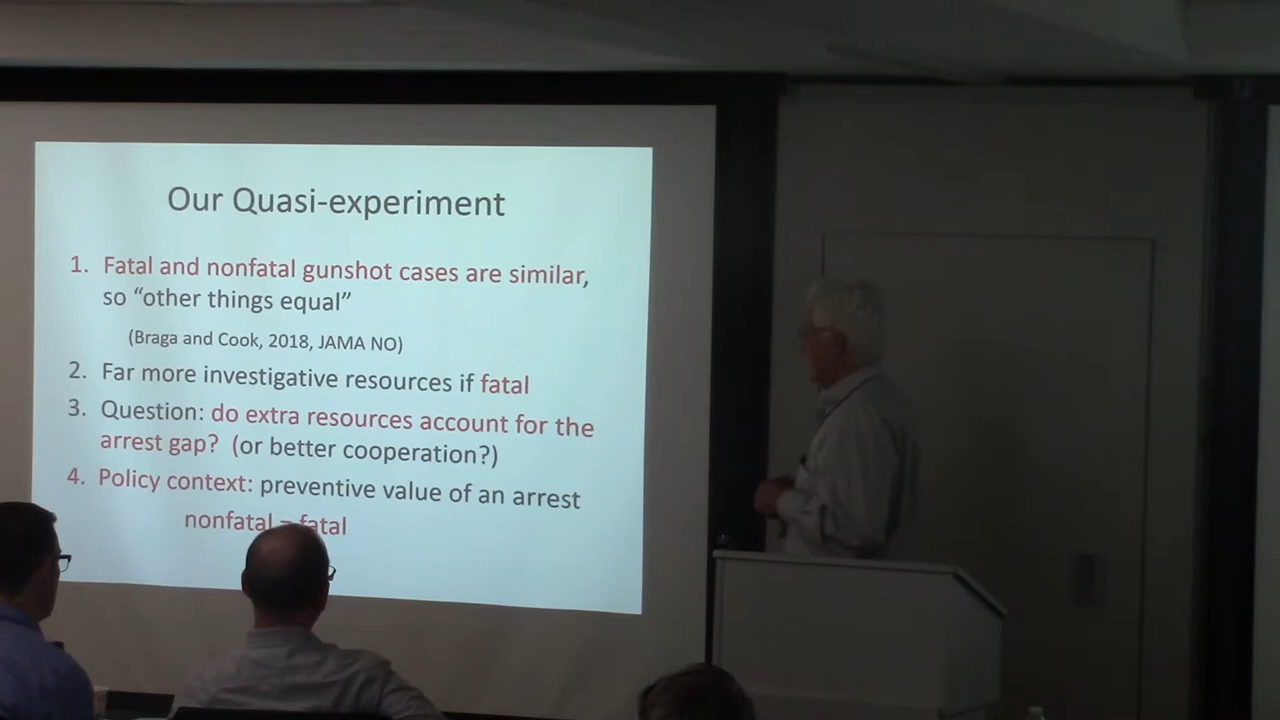 Our Quasi-experiment
1. Fatal and nonfatal gunshot cases are similar,
so “other things equal”
(Braga and Cook, 2018, JAMA NO)
2. Far more investigative resources if fatal
3. Question: do extra resources account for the
arrest gap? (or better cooperation?)
4. Policy context: preventive value of an arrest
nonfatal = fatal